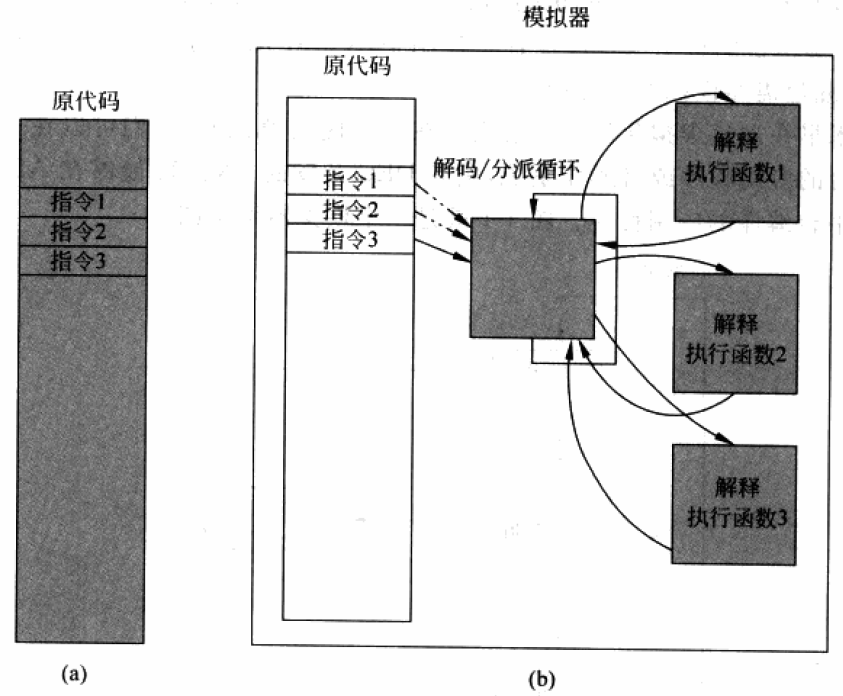 模拟器
原代码
指令1
指令2
指令3
(a)
原代码
指令1
指令2
指令3
解码/分派循环
解释
执行函数1
解释
执行函数2
解释
执行函数3
(b)